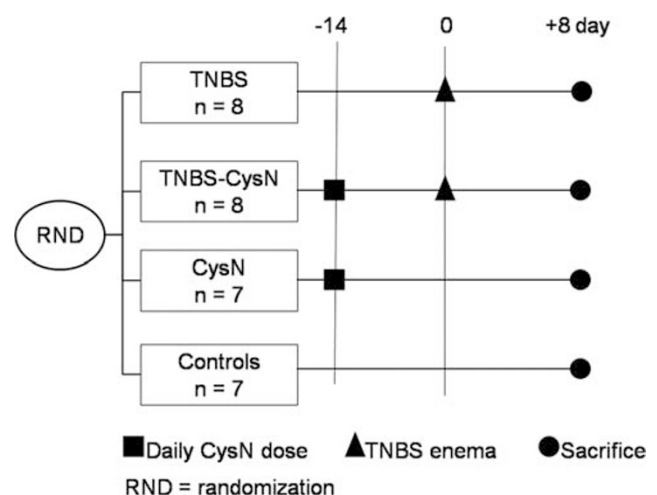 -14 0 +8 day
TNBS
n = 8
TNBS-CysN
n = 8
RND
CysN
n = 7
Controls
n = 7
Daily CysN dose TNBS enema Sacrifice
RND = randomization